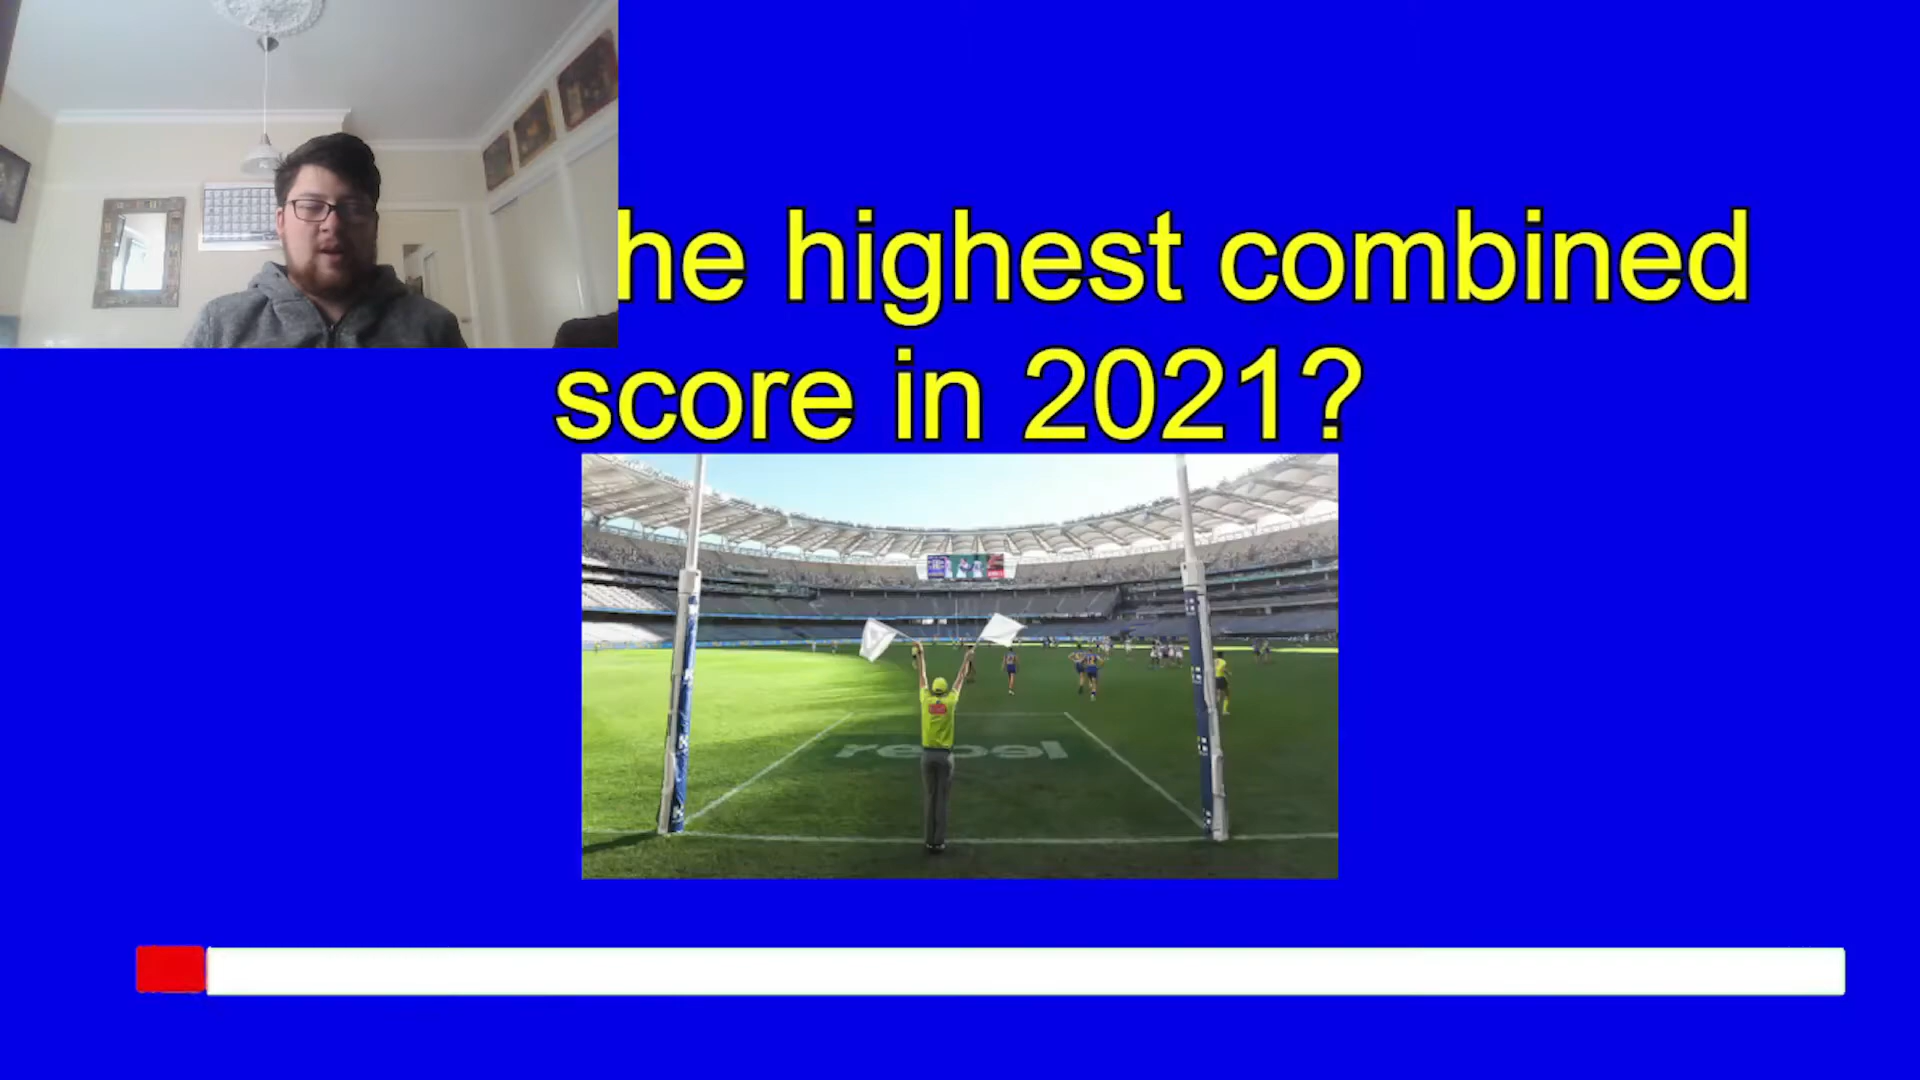 he highest combined
score in 2021?
rebel